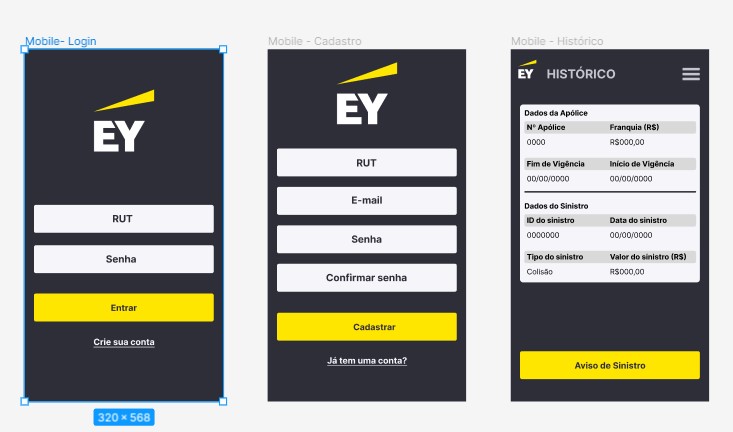 Mobile- Login
EY
RUT
Senha
Entrar
Crie sua conta
320 × 568
Mobile - Cadastro
EY
RUT
E-mail
Senha
Confirmar senha
Cadastrar
Já tem uma conta?
Mobile - Histórico
EY HISTÓRICO
Dados da Apólice
Nº Apólice Franquia (R$)
0000 R$000,00
Fim de Vigência Início de Vigência
00/00/0000 00/00/0000
Dados do Sinistro
ID do sinistro Data do sinistro
0000000 00/00/0000
Tipo do sinistro Valor do sinistro (R$)
Colisão R$000,00
Aviso de Sinistro